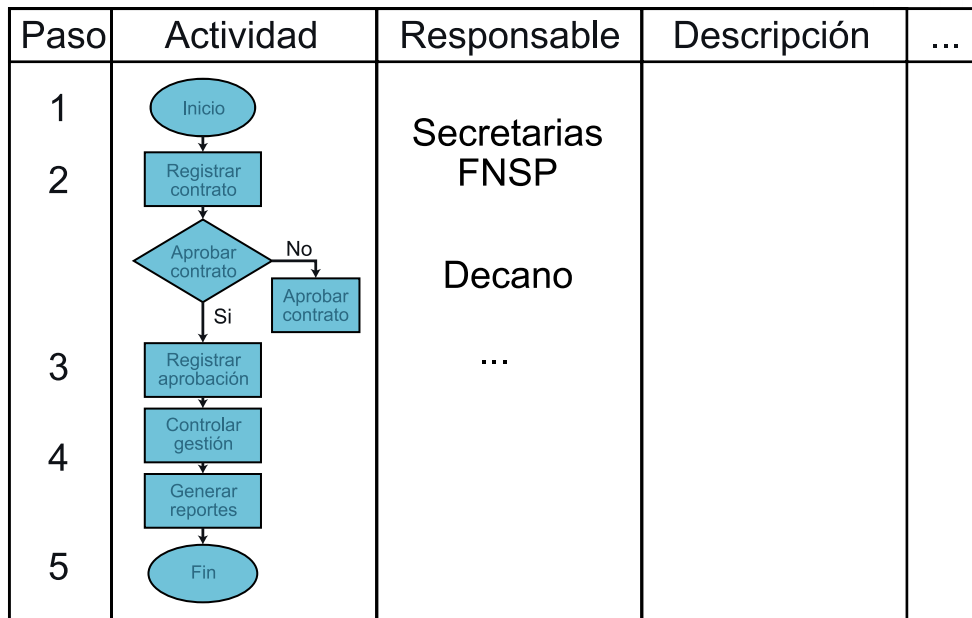 Paso Actividad Responsable Descripción ...
1
Inicio
Secretarias
FNSP
2
Registrar
contrato
Aprobar
contrato
No
Decano
Aprobar
contrato
Si
3
Registrar
aprobación
...
4
Controlar
gestión
Generar
reportes
5
Fin